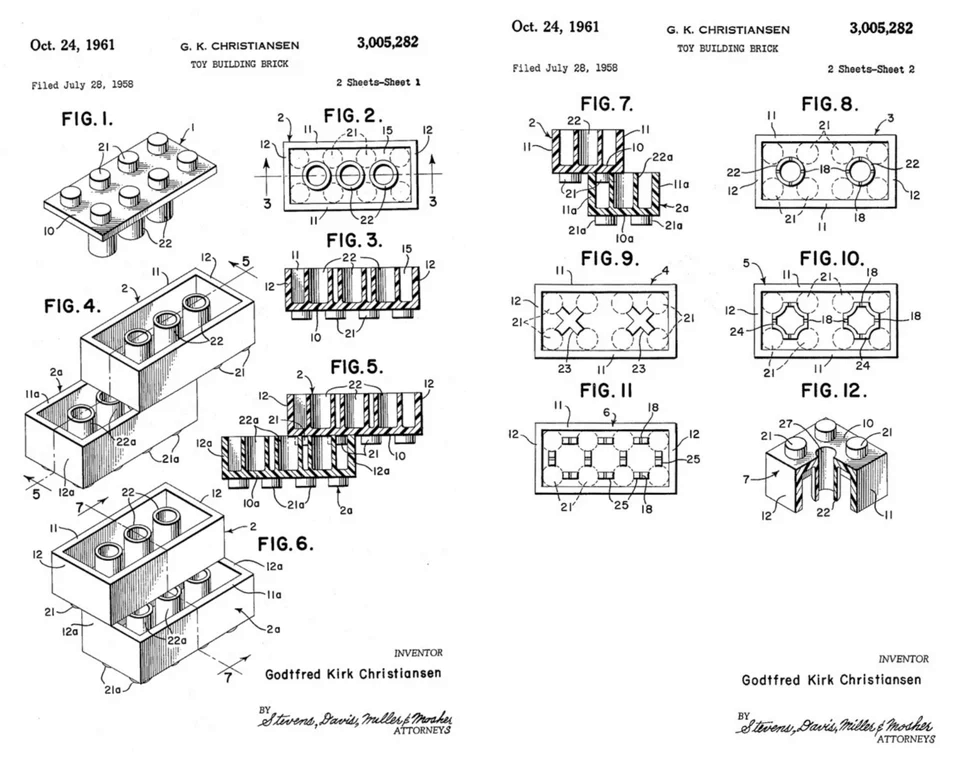 Oct. 24, 1961
G. K. CHRISTIANSEN
3,005,282
TOY BUILDING BRICK
Filed July 28, 1958
2 Sheets-Sheet 1
FIG.1.
1
21
10
22
FIG.2.
2
11
21
15
12
12
3
3
11
22
FIG.3.
11
22
15
12
12
10
21
FIG.4.
2
11
12
5
22
21
2a
11a
22a
21a
12a
5
FIG.5.
2
22
12
21
22a
12a
21
10
12a
10a
21a
2a
FIG.6.
7
22
12
11
12
2
12a
11a
21
12a
22a
2a
21a
7
INVENTOR
Godtfred Kirk Christiansen
BY
Stevens, Davis, Miller & Mosher
ATTORNEYS
Oct. 24, 1961
G. K. CHRISTIANSEN
3,005,282
TOY BUILDING BRICK
Filed July 28, 1958
2 Sheets-Sheet 2
FIG.7.
2
22
11
11
10
22a
21
11a
11a
2a
21a
21a
10a
FIG.8.
11
21
3
22
18
22
12
12
21
11
18
FIG.9.
11
4
12
21
21
23
23
11
FIG.10.
5
11
21
18
12
18
18
24
24
21
11
FIG.11
11
6
18
12
12
25
21
25
18
FIG.12.
27
10
21
21
7
12
22
11
INVENTOR
Godtfred Kirk Christiansen
BY
Stevens, Davis, Miller & Mosher
ATTORNEYS